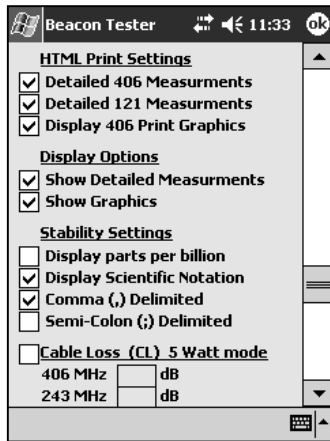 Beacon Tester 11:33 ok
HTML Print Settings
Detailed 406 Measurments
Detailed 121 Measurments
Display 406 Print Graphics
Display Options
Show Detailed Measurments
Show Graphics
Stability Settings
Display parts per billion
Display Scientific Notation
Comma (,) Delimited
Semi-Colon (;) Delimited
Cable Loss (CL) 5 Watt mode
406 MHz dB
243 MHz dB